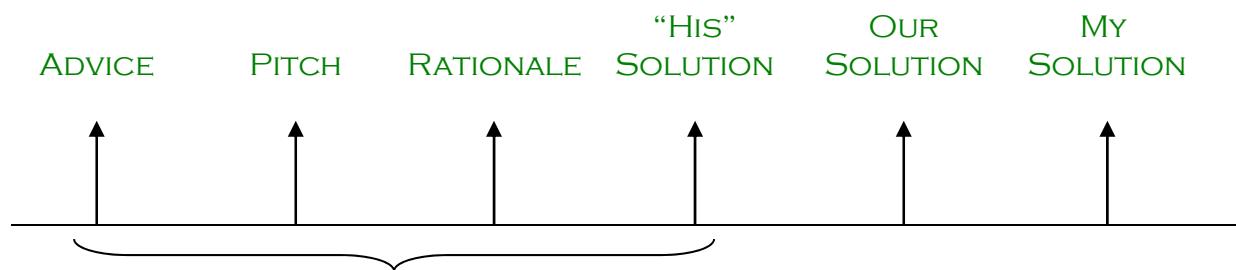 Advice
Pitch
Rationale
“His”
Solution
Our
Solution
My
Solution